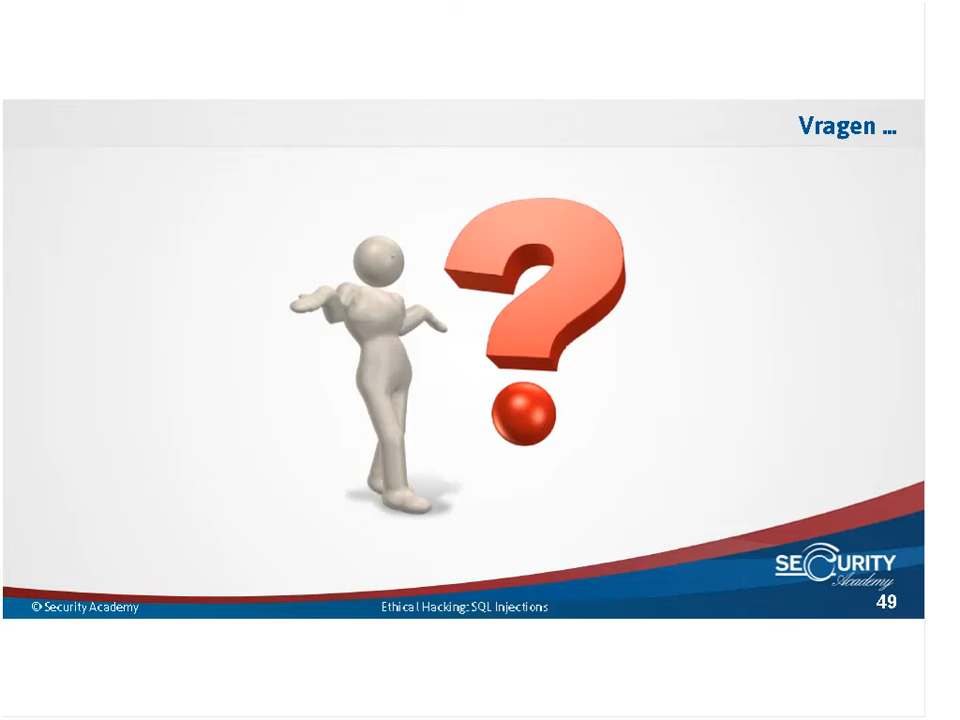 Vragen ...
SECURITY
Academy
© Security Academy
Ethical Hacking: SQL Injections
49